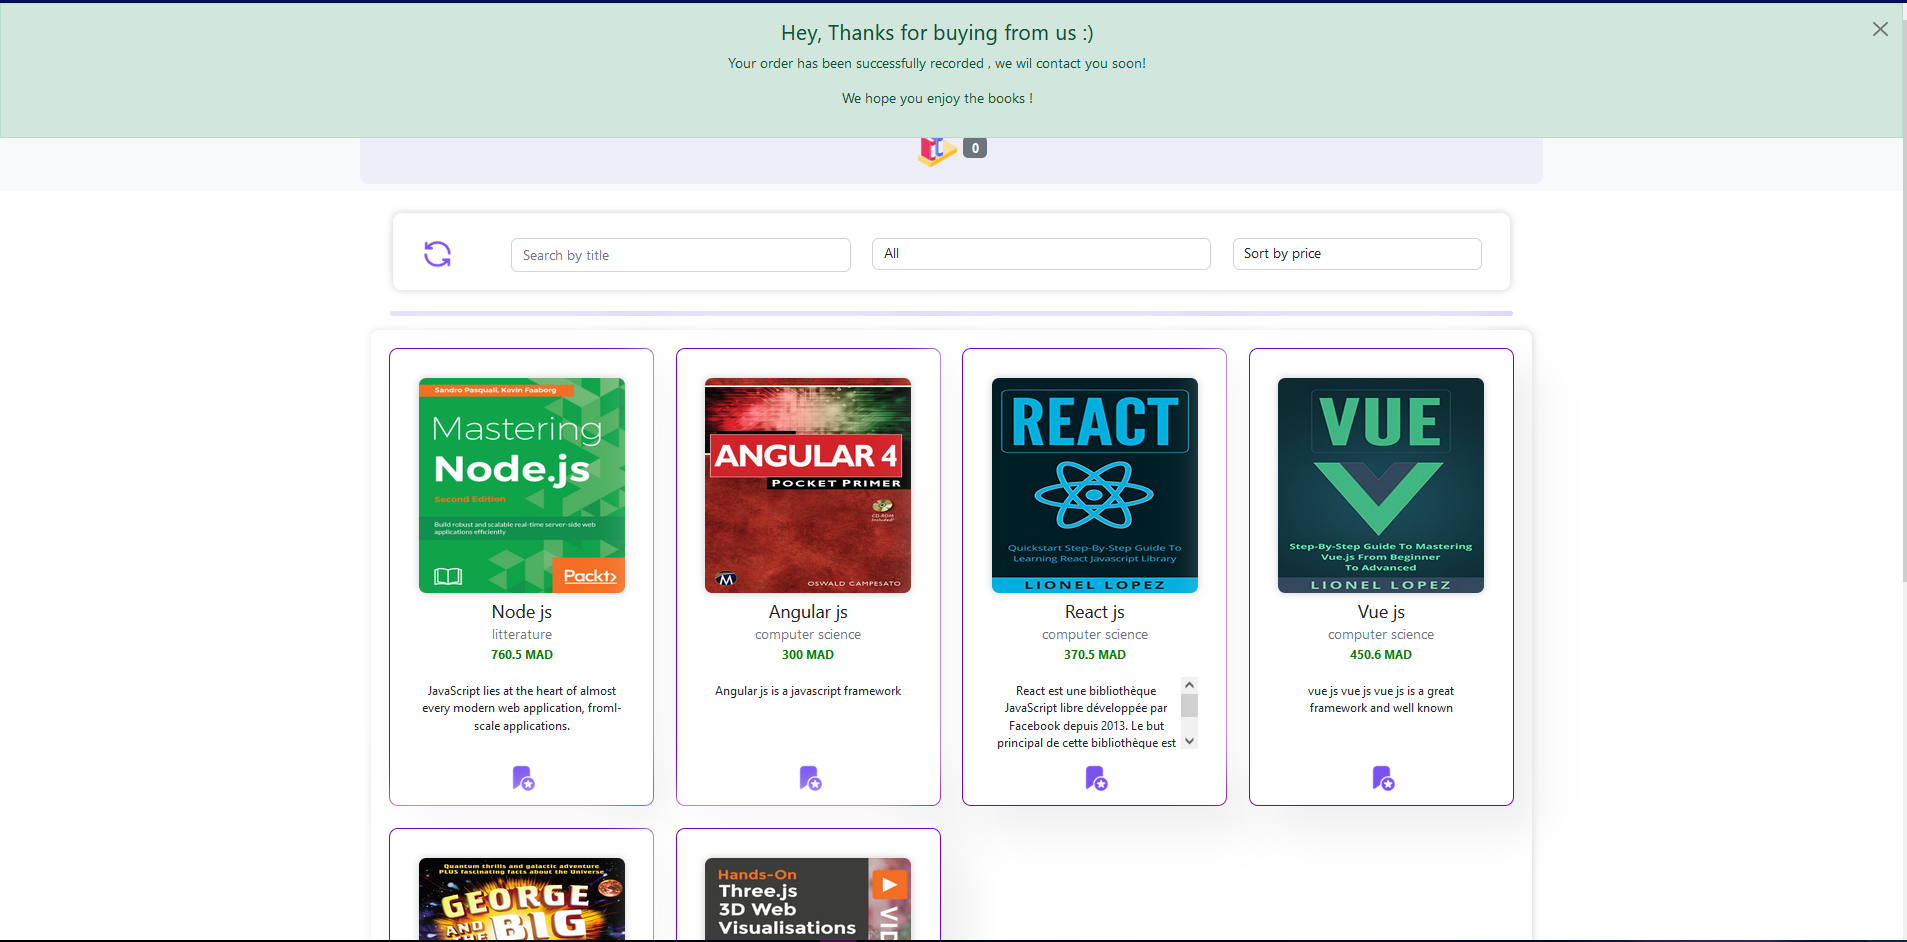 Hey, Thanks for buying from us :)
Your order has been successfully recorded , we wil contact you soon!
We hope you enjoy the books !
0
Search by title
All
Sort by price
Sandro Pasquali, Kevin Faaborg
Mastering
Node.js
Second Edition
Build robust and scalable real-time server-side web
applications efficiently
Packt>
Node js
litterature
760.5 MAD
JavaScript lies at the heart of almost
every modern web application, froml-
scale applications.
ANGULAR 4
POCKET PRIMER
CD-ROM
Included!
M
OSWALD CAMPESATO
Angular js
computer science
300 MAD
Angular js is a javascript framework
REACT
Quickstart Step-By-Step Guide To
Learning React Javascript Library
LIONEL LOPEZ
React js
computer science
370.5 MAD
React est une bibliothèque
JavaScript libre développée par
Facebook depuis 2013. Le but
principal de cette bibliothèque est
VUE
Step-By-Step Guide To Mastering
Vue.js From Beginner
To Advanced
LIONEL LOPEZ
Vue js
computer science
450.6 MAD
vue js vue js vue js is a great
framework and well known
Quantum thrills and galactic adventure
PLUS fascinating facts about the Universe
GEORGE
AND THE BIG
Hands-On
Three.js
3D Web
Visualisations